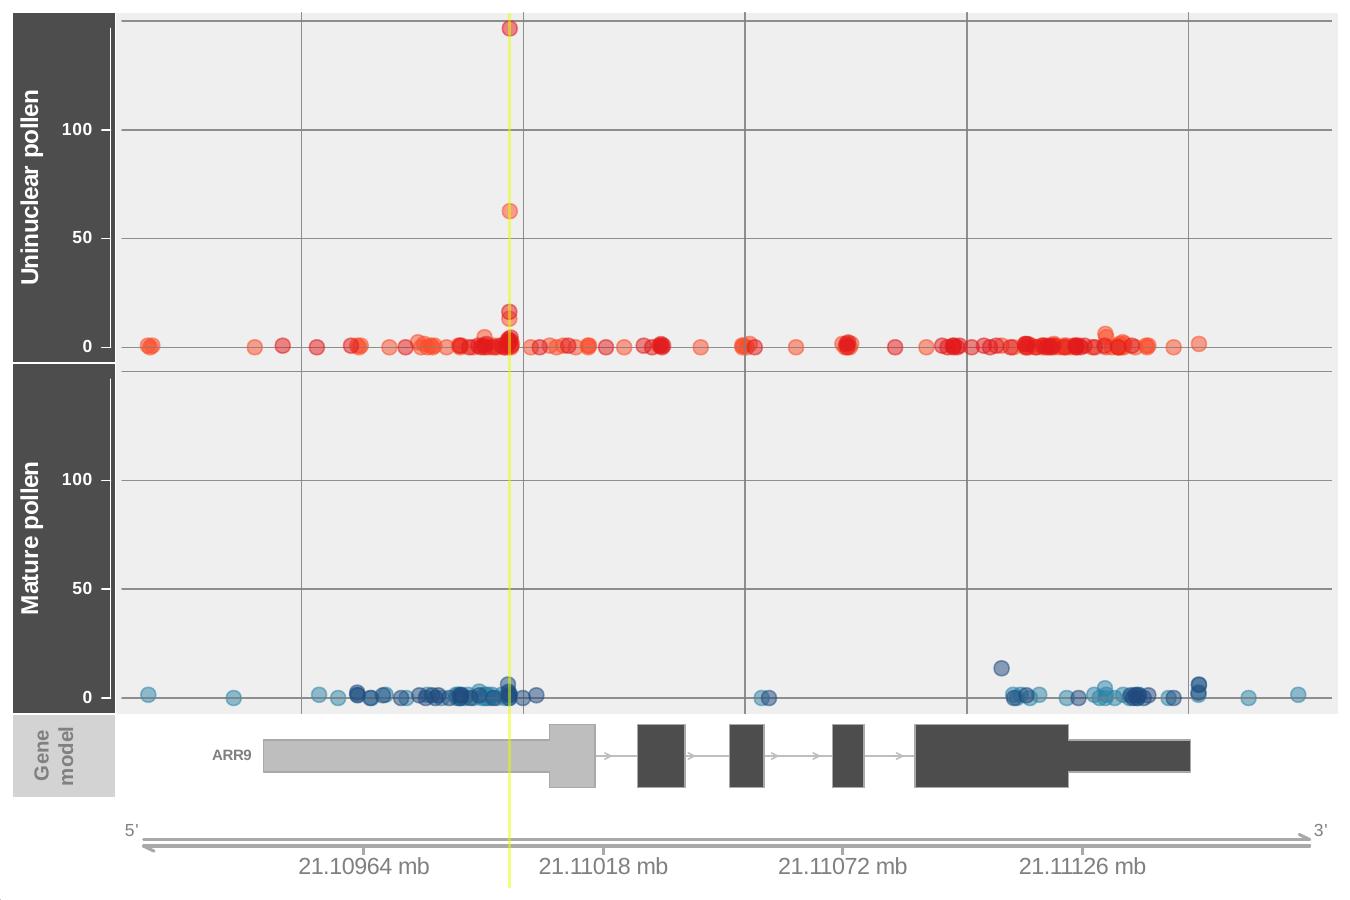 Uninuclear pollen
100
50
0
Mature pollen
100
50
0
Gene
model
ARR9
5'
3'
21.10964 mb
21.11018 mb
21.11072 mb
21.11126 mb